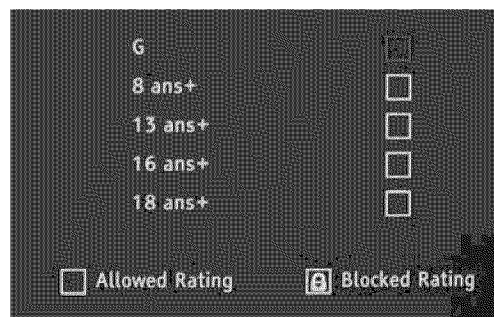 G
8 ans+
13 ans+
16 ans+
18 ans+
Allowed Rating
Blocked Rating